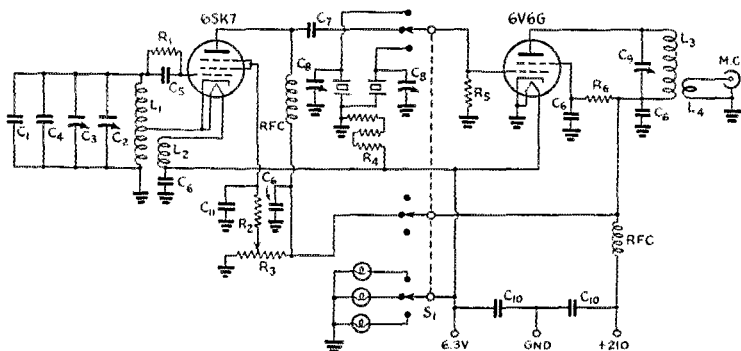 6SK7
6V6G
R1
C7
L3
M.C
C5
C8
C8
C9
L1
R5
C6
R6
L4
C1
C4
C3
C2
RFC
C6
L2
R4
C6
C6
C11
R2
R3
RFC
S1
C10
C10
6.3V
GND
+210